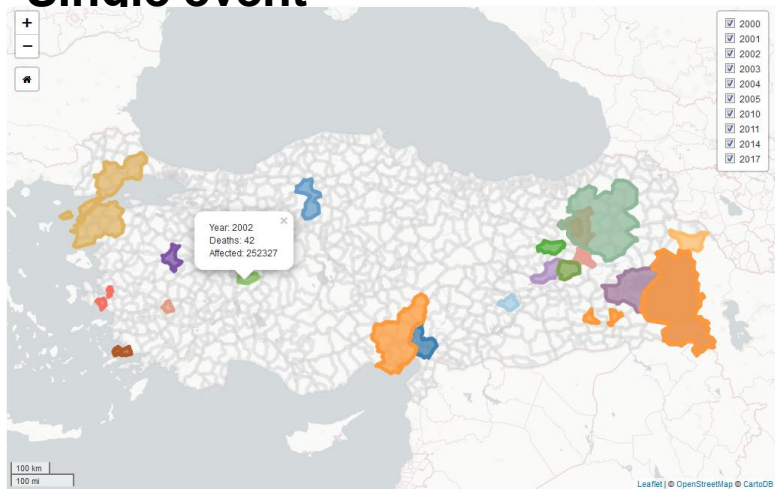 Single event
+
−
2000
2001
2002
2003
2004
2005
2010
2011
2014
2017
Year: 2002
Deaths: 42
Affected: 252327
×
100 km
100 mi
Leaflet | © OpenStreetMap © CartoDB